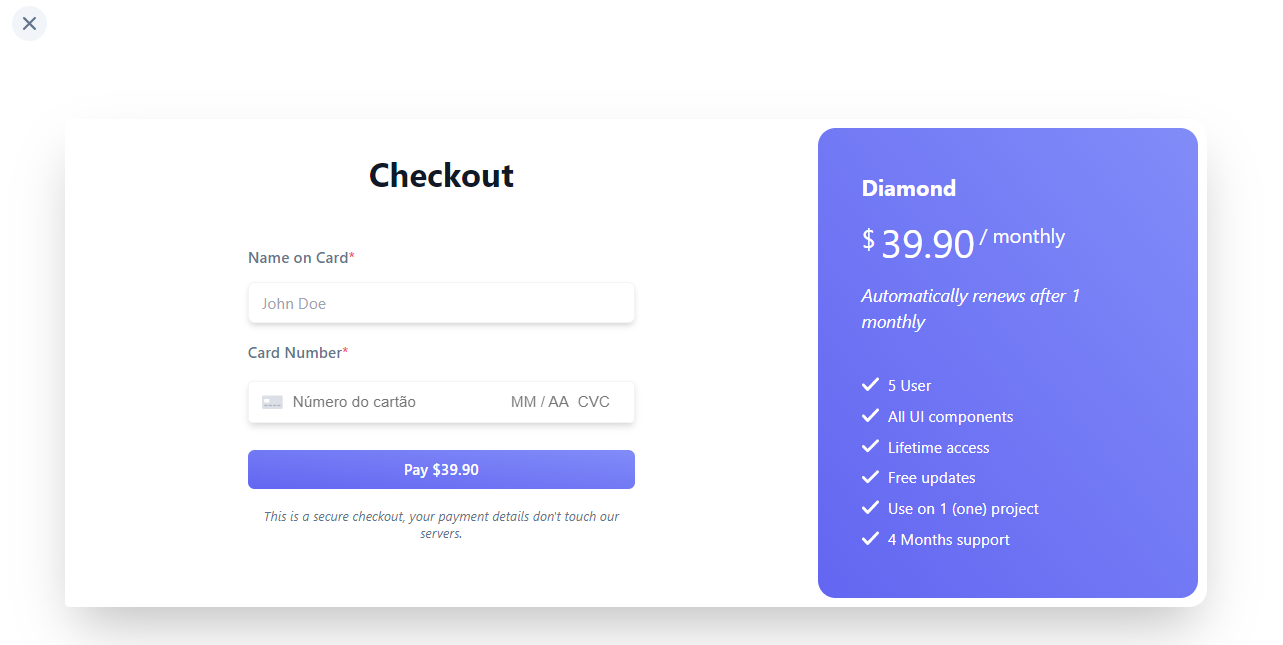 Checkout
Name on Card*
John Doe
Card Number*
Número do cartão MM / AA CVC
Pay $39.90
This is a secure checkout, your payment details don't touch our
servers.
Diamond
$ 39.90 / monthly
Automatically renews after 1
monthly
5 User
All UI components
Lifetime access
Free updates
Use on 1 (one) project
4 Months support